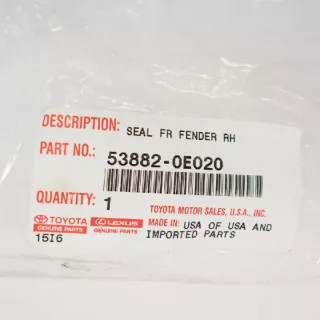 DESCRIPTION: SEAL FR FENDER RH
PART NO.: 53882-0E020
QUANTITY: 1
TOYOTA MOTOR SALES, U.S.A., INC.
TOYOTA GENUINE PARTS LEXUS GENUINE PARTS
MADE IN: USA OF USA AND
IMPORTED PARTS
15I6